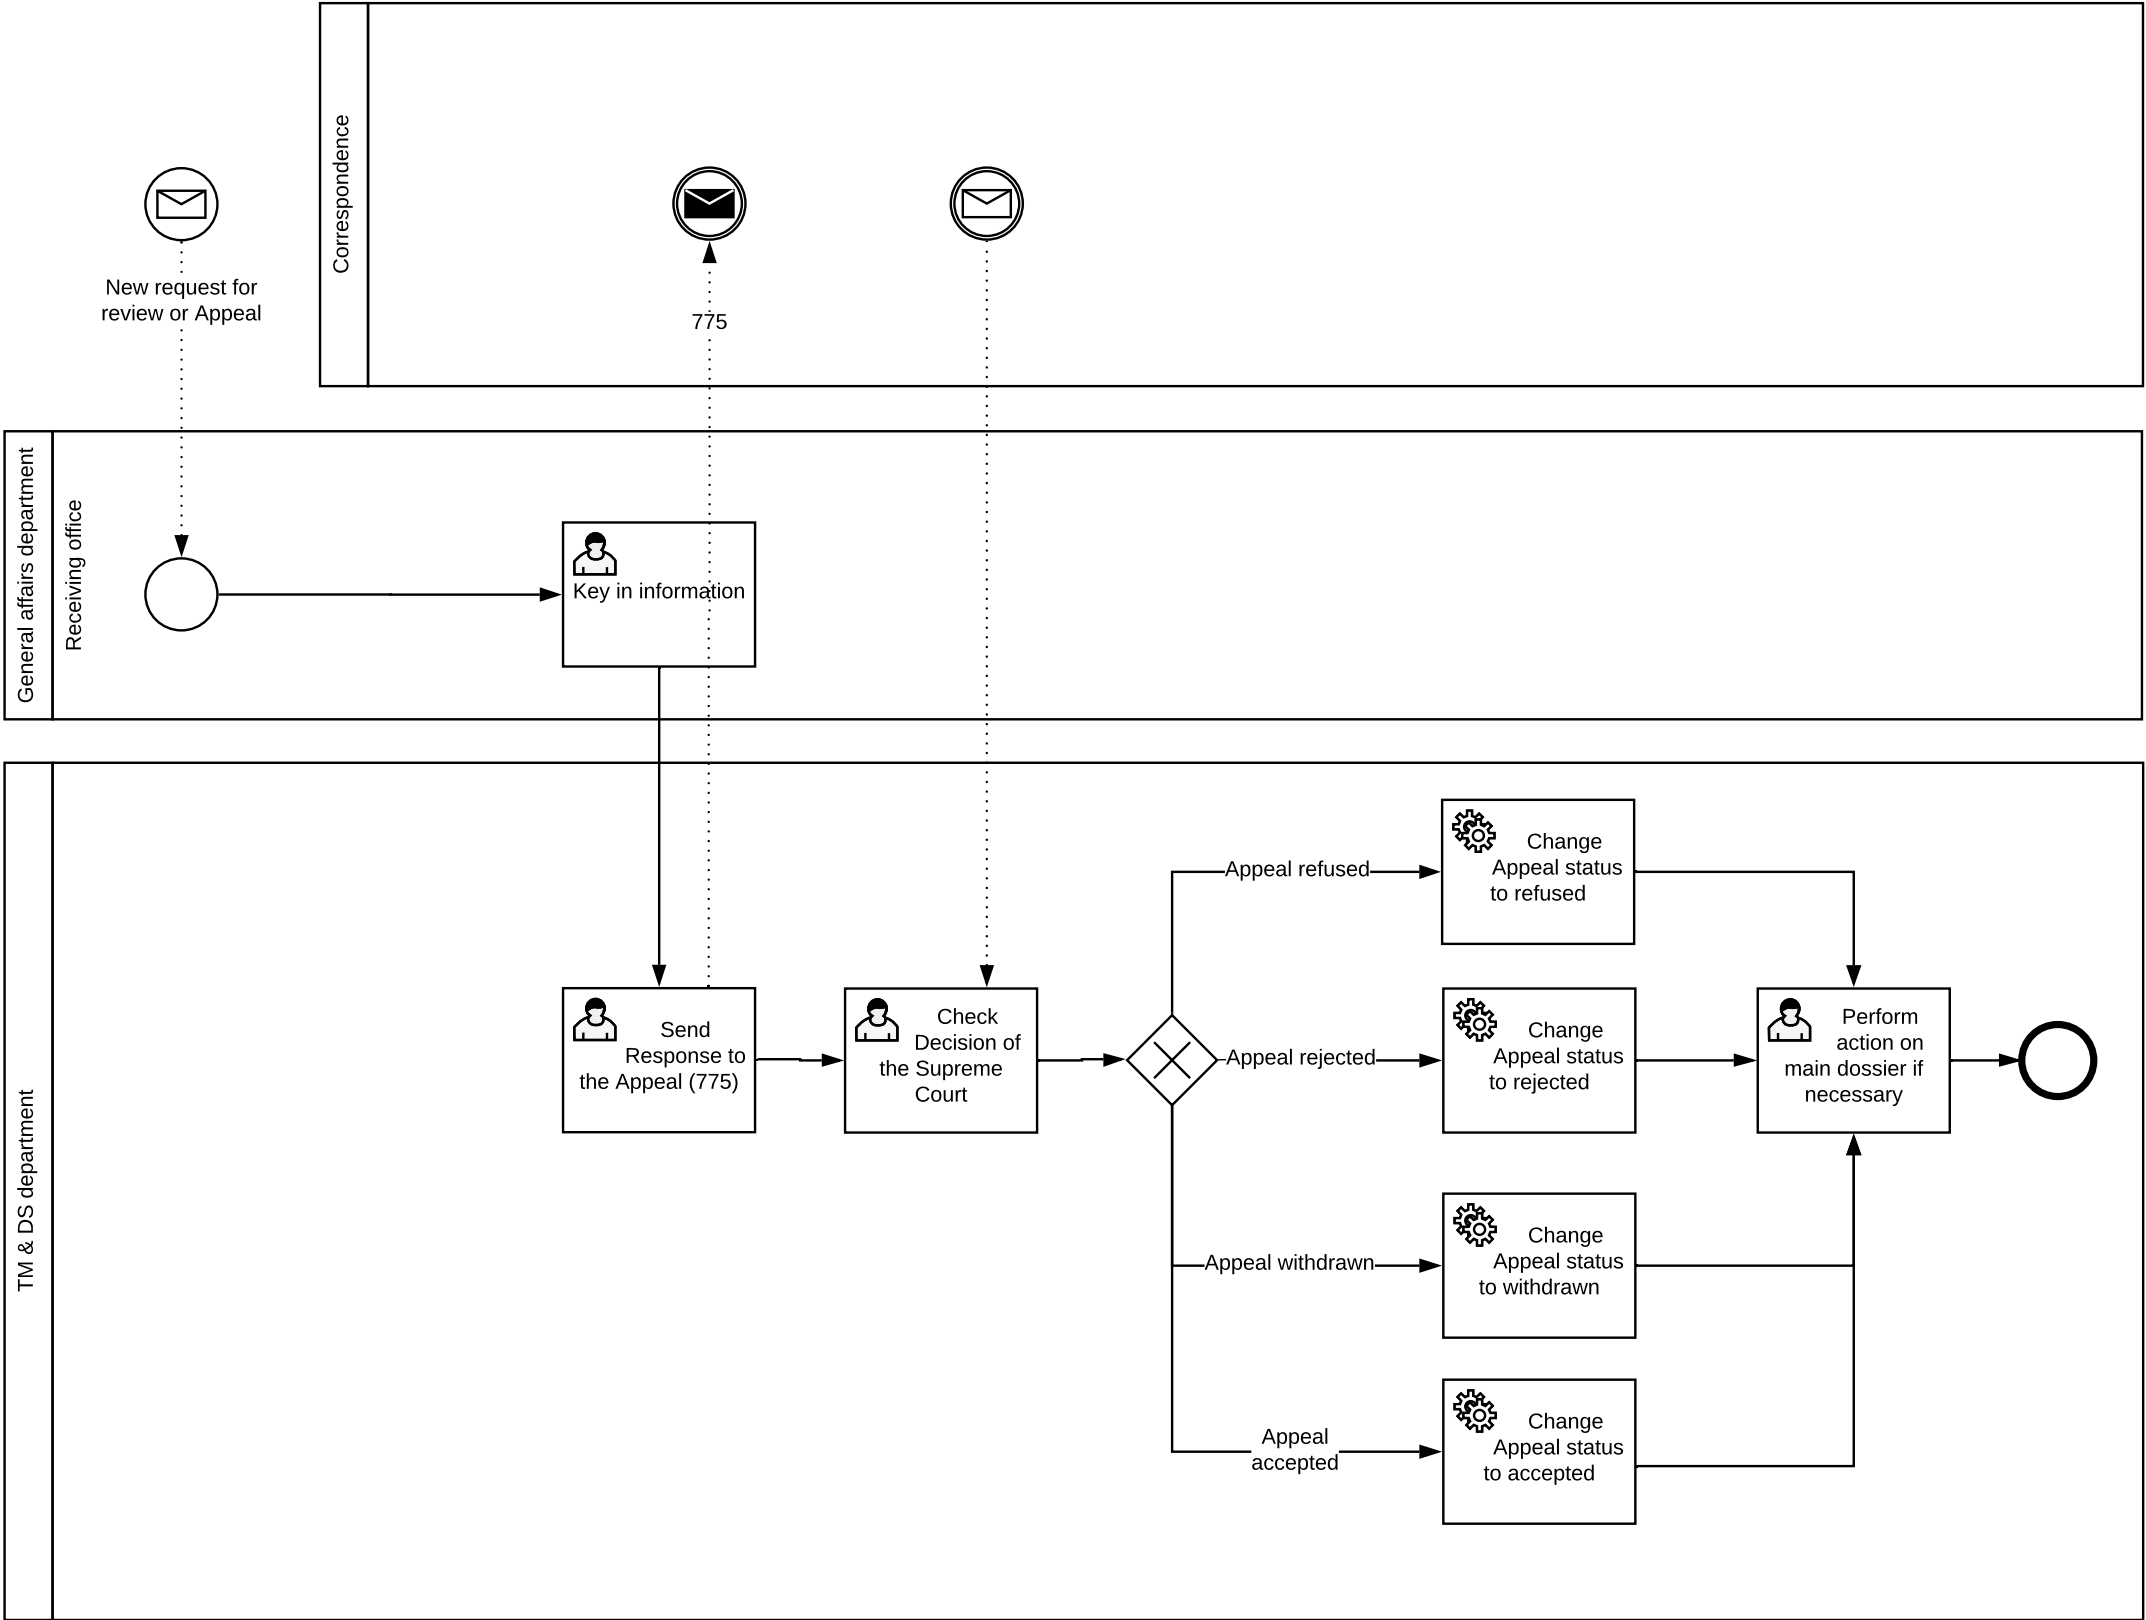 Correspondence
New request for
review or Appeal
775
General affairs department
Receiving office
Key in information
TM & DS department
Send
Response to
the Appeal (775)
Check
Decision of
the Supreme
Court
Appeal refused
Change
Appeal status
to refused
Appeal rejected
Change
Appeal status
to rejected
Perform
action on
main dossier if
necessary
Appeal withdrawn
Change
Appeal status
to withdrawn
Appeal
accepted
Change
Appeal status
to accepted